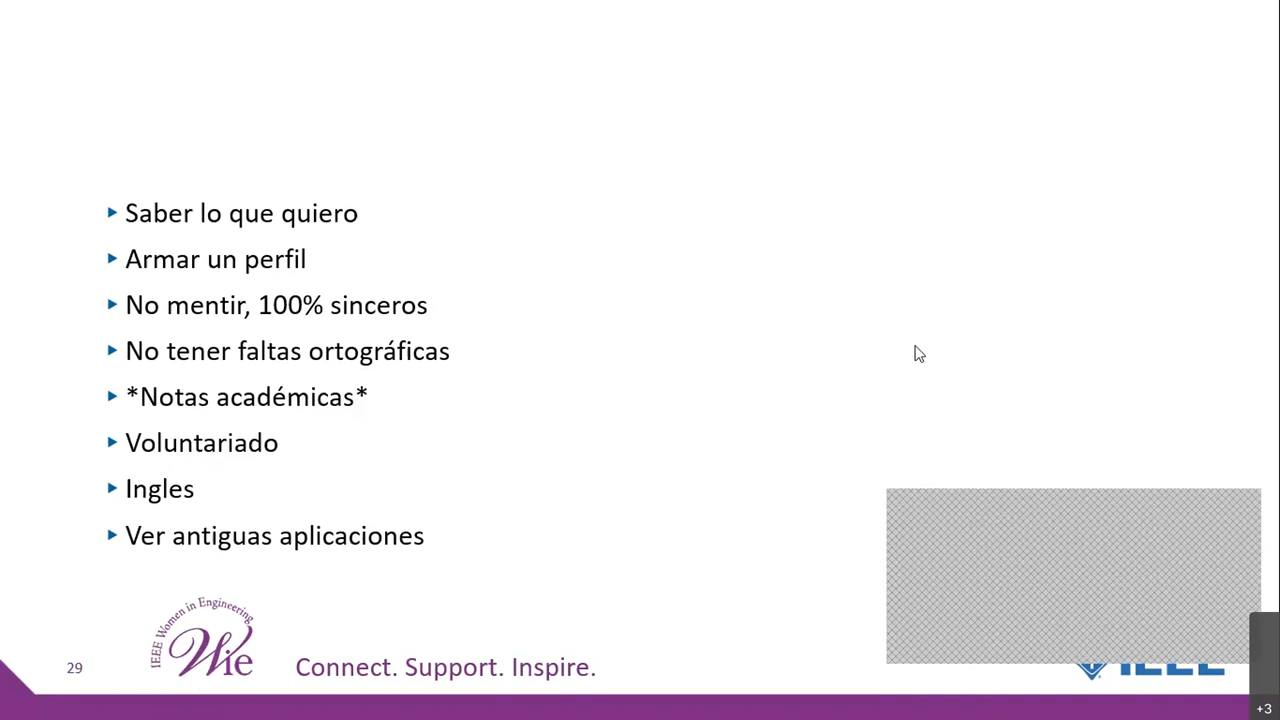 Saber lo que quiero
Armar un perfil
No mentir, 100% sinceros
No tener faltas ortográficas
*Notas académicas*
Voluntariado
Ingles
Ver antiguas aplicaciones
29
IEEE Women in Engineering
Wie
Connect. Support. Inspire.
IEEE
+3